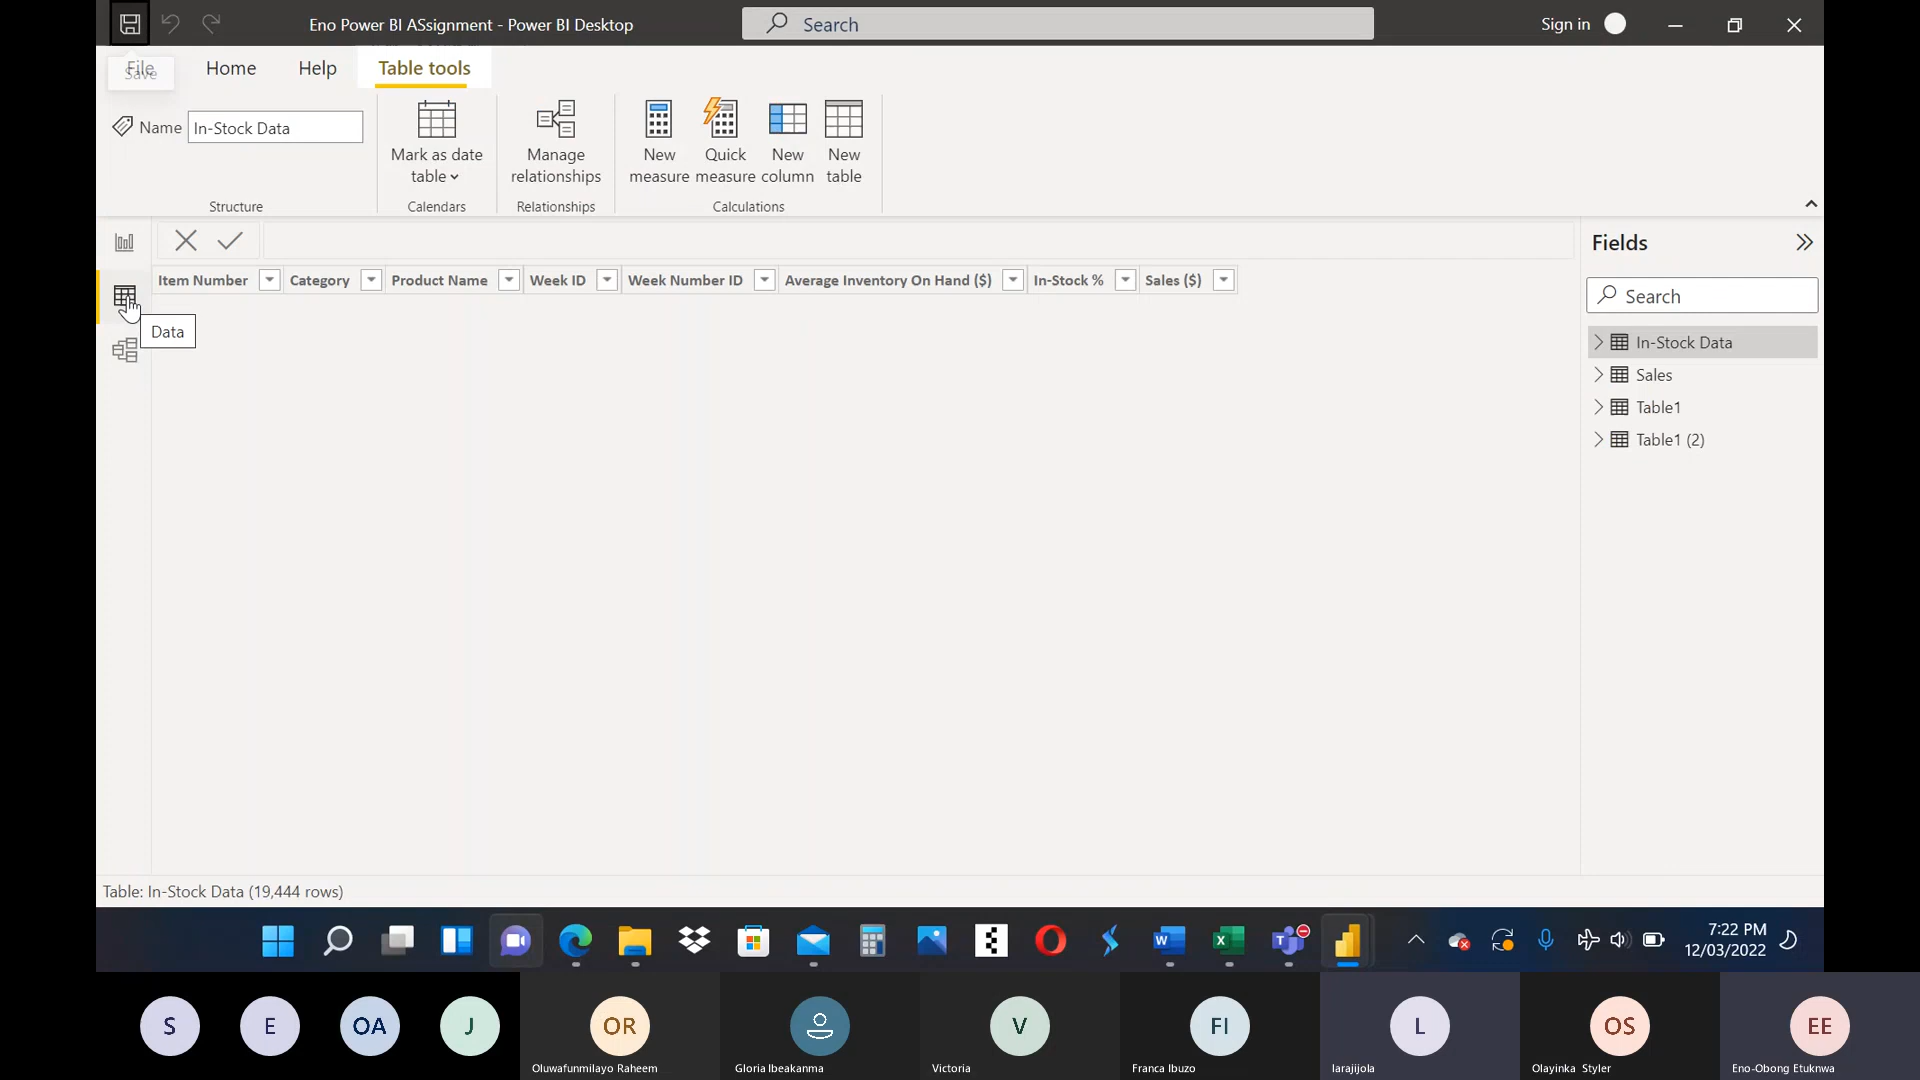 Eno Power BI ASsignment - Power BI Desktop
Search
Sign in
File
Save
Home
Help
Table tools
Name
In-Stock Data
Mark as date
table
Manage
relationships
New
measure
Quick
measure
New
column
New
table
Structure
Calendars
Relationships
Calculations
Fields
Search
In-Stock Data
Sales
Table1
Table1 (2)
Item Number
Category
Product Name
Week ID
Week Number ID
Average Inventory On Hand ($)
In-Stock %
Sales ($)
Data
Table: In-Stock Data (19,444 rows)
7:22 PM
12/03/2022
S
E
OA
J
OR
V
FI
L
OS
EE
Oluwafunmilayo Raheem
Gloria Ibeakanma
Victoria
Franca Ibuzo
larajijola
Olayinka Styler
Eno-Obong Etuknwa